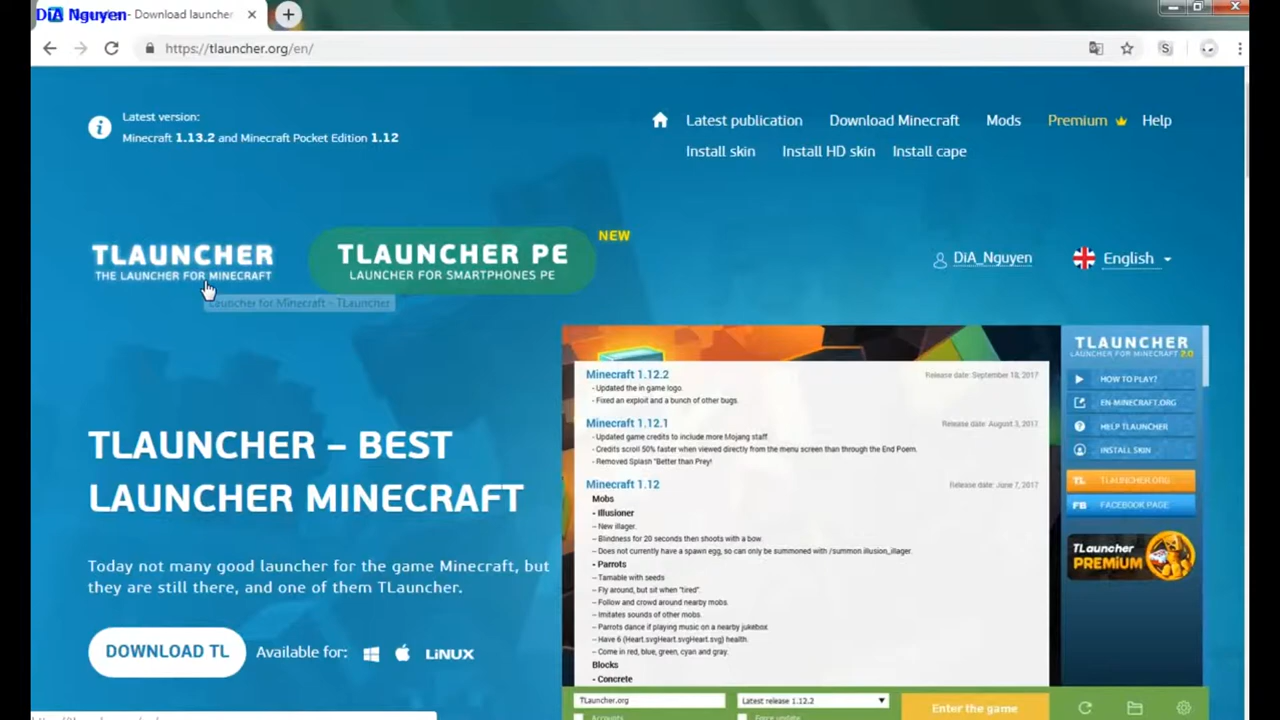 DiA Nguyen
- Download launcher
https://tlauncher.org/en/
Latest version:
Minecraft 1.13.2 and Minecraft Pocket Edition 1.12
Latest publication
Download Minecraft
Mods
Premium
Help
Install skin
Install HD skin
Install cape
TLAUNCHER
THE LAUNCHER FOR MINECRAFT
TLAUNCHER PE
LAUNCHER FOR SMARTPHONES PE
NEW
DiA_Nguyen
English
Launcher for Minecraft - TLauncher
TLAUNCHER – BEST
LAUNCHER MINECRAFT
Today not many good launcher for the game Minecraft, but
they are still there, and one of them TLauncher.
DOWNLOAD TL
Available for:
LINUX
Minecraft 1.12.2
Release date: September 18, 2017
- Updated the in game logo.
- Fixed an exploit and a bunch of other bugs.
Minecraft 1.12.1
Release date: August 3, 2017
- Updated game credits to include more Mojang staff
- Credits scroll 50% faster when viewed directly from the menu screen than through the End Poem.
- Removed Splash "Better than Prey!
Minecraft 1.12
Release date: June 7, 2017
Mobs
- Illusioner
– New illager.
– Blindness for 20 seconds then shoots with a bow.
– Does not currently have a spawn egg, so can only be summoned with /summon illusion_illager.
- Parrots
– Tamable with seeds
– Fly around, but sit when "tired".
– Follow and crowd around nearby mobs.
– Imitates sounds of other mobs.
– Parrots dance if playing music on a nearby jukebox
– Have 6 (Heart.svgHeart.svgHeart.svg) health.
– Come in red, blue, green, cyan and gray.
Blocks
- Concrete
TLAUNCHER
LAUNCHER FOR MINECRAFT 2.0
HOW TO PLAY?
EN-MINECRAFT.ORG
HELP TLAUNCHER
INSTALL SKIN
TL TLAUNCHER.ORG
FB FACEBOOK PAGE
TLauncher
PREMIUM
TLauncher.org
Latest release 1.12.2
Enter the game
Accounts
Force update